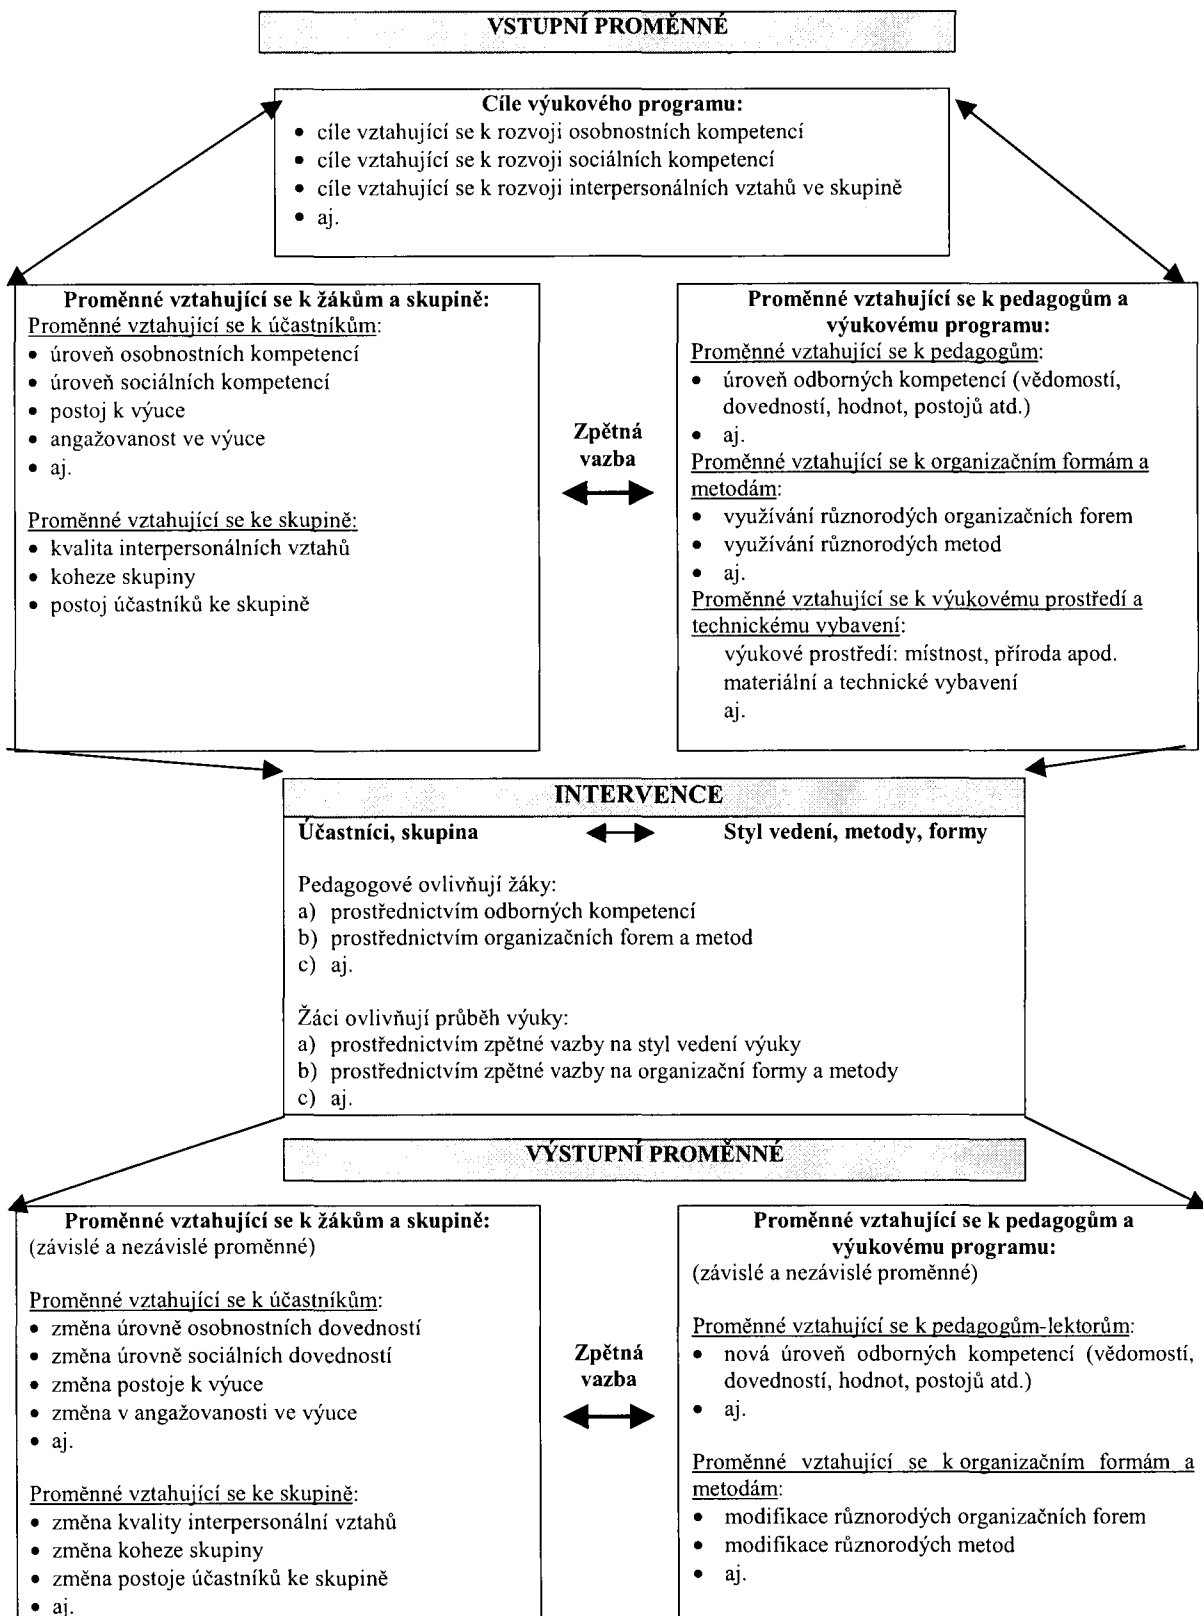 VSTUPNÍ PROMĚNNÉ
Cíle výukového programu:
• cíle vztahující se k rozvoji osobnostních kompetencí
• cíle vztahující se k rozvoji sociálních kompetencí
• cíle vztahující se k rozvoji interpersonálních vztahů ve skupině
• aj.
Proměnné vztahující se k žákům a skupině:
Proměnné vztahující se k účastníkům:
• úroveň osobnostních kompetencí
• úroveň sociálních kompetencí
• postoj k výuce
• angažovanost ve výuce
• aj.
Proměnné vztahující se ke skupině:
• kvalita interpersonálních vztahů
• koheze skupiny
• postoj účastníků ke skupině
Zpětná
vazba
Proměnné vztahující se k pedagogům a
výukovému programu:
Proměnné vztahující se k pedagogům:
• úroveň odborných kompetencí (vědomostí,
dovedností, hodnot, postojů atd.)
• aj.
Proměnné vztahující se k organizačním formám a
metodám:
• využívání různorodých organizačních forem
• využívání různorodých metod
• aj.
Proměnné vztahující se k výukovému prostředí a
technickému vybavení:
výukové prostředí: místnost, příroda apod.
materiální a technické vybavení
aj.
INTERVENCE
Účastníci, skupina Styl vedení, metody, formy
Pedagogové ovlivňují žáky:
a) prostřednictvím odborných kompetencí
b) prostřednictvím organizačních forem a metod
c) aj.
Žáci ovlivňují průběh výuky:
a) prostřednictvím zpětné vazby na styl vedení výuky
b) prostřednictvím zpětné vazby na organizační formy a metody
c) aj.
VÝSTUPNÍ PROMĚNNÉ
Proměnné vztahující se k žákům a skupině:
(závislé a nezávislé proměnné)
Proměnné vztahující se k účastníkům:
• změna úrovně osobnostních dovedností
• změna úrovně sociálních dovedností
• změna postoje k výuce
• změna v angažovanosti ve výuce
• aj.
Proměnné vztahující se ke skupině:
• změna kvality interpersonální vztahů
• změna koheze skupiny
• změna postoje účastníků ke skupině
• aj.
Zpětná
vazba
Proměnné vztahující se k pedagogům a
výukovému programu:
(závislé a nezávislé proměnné)
Proměnné vztahující se k pedagogům-lektorům:
• nová úroveň odborných kompetencí (vědomostí,
dovedností, hodnot, postojů atd.)
• aj.
Proměnné vztahující se k organizačním formám a
metodám:
• modifikace různorodých organizačních forem
• modifikace různorodých metod
• aj.